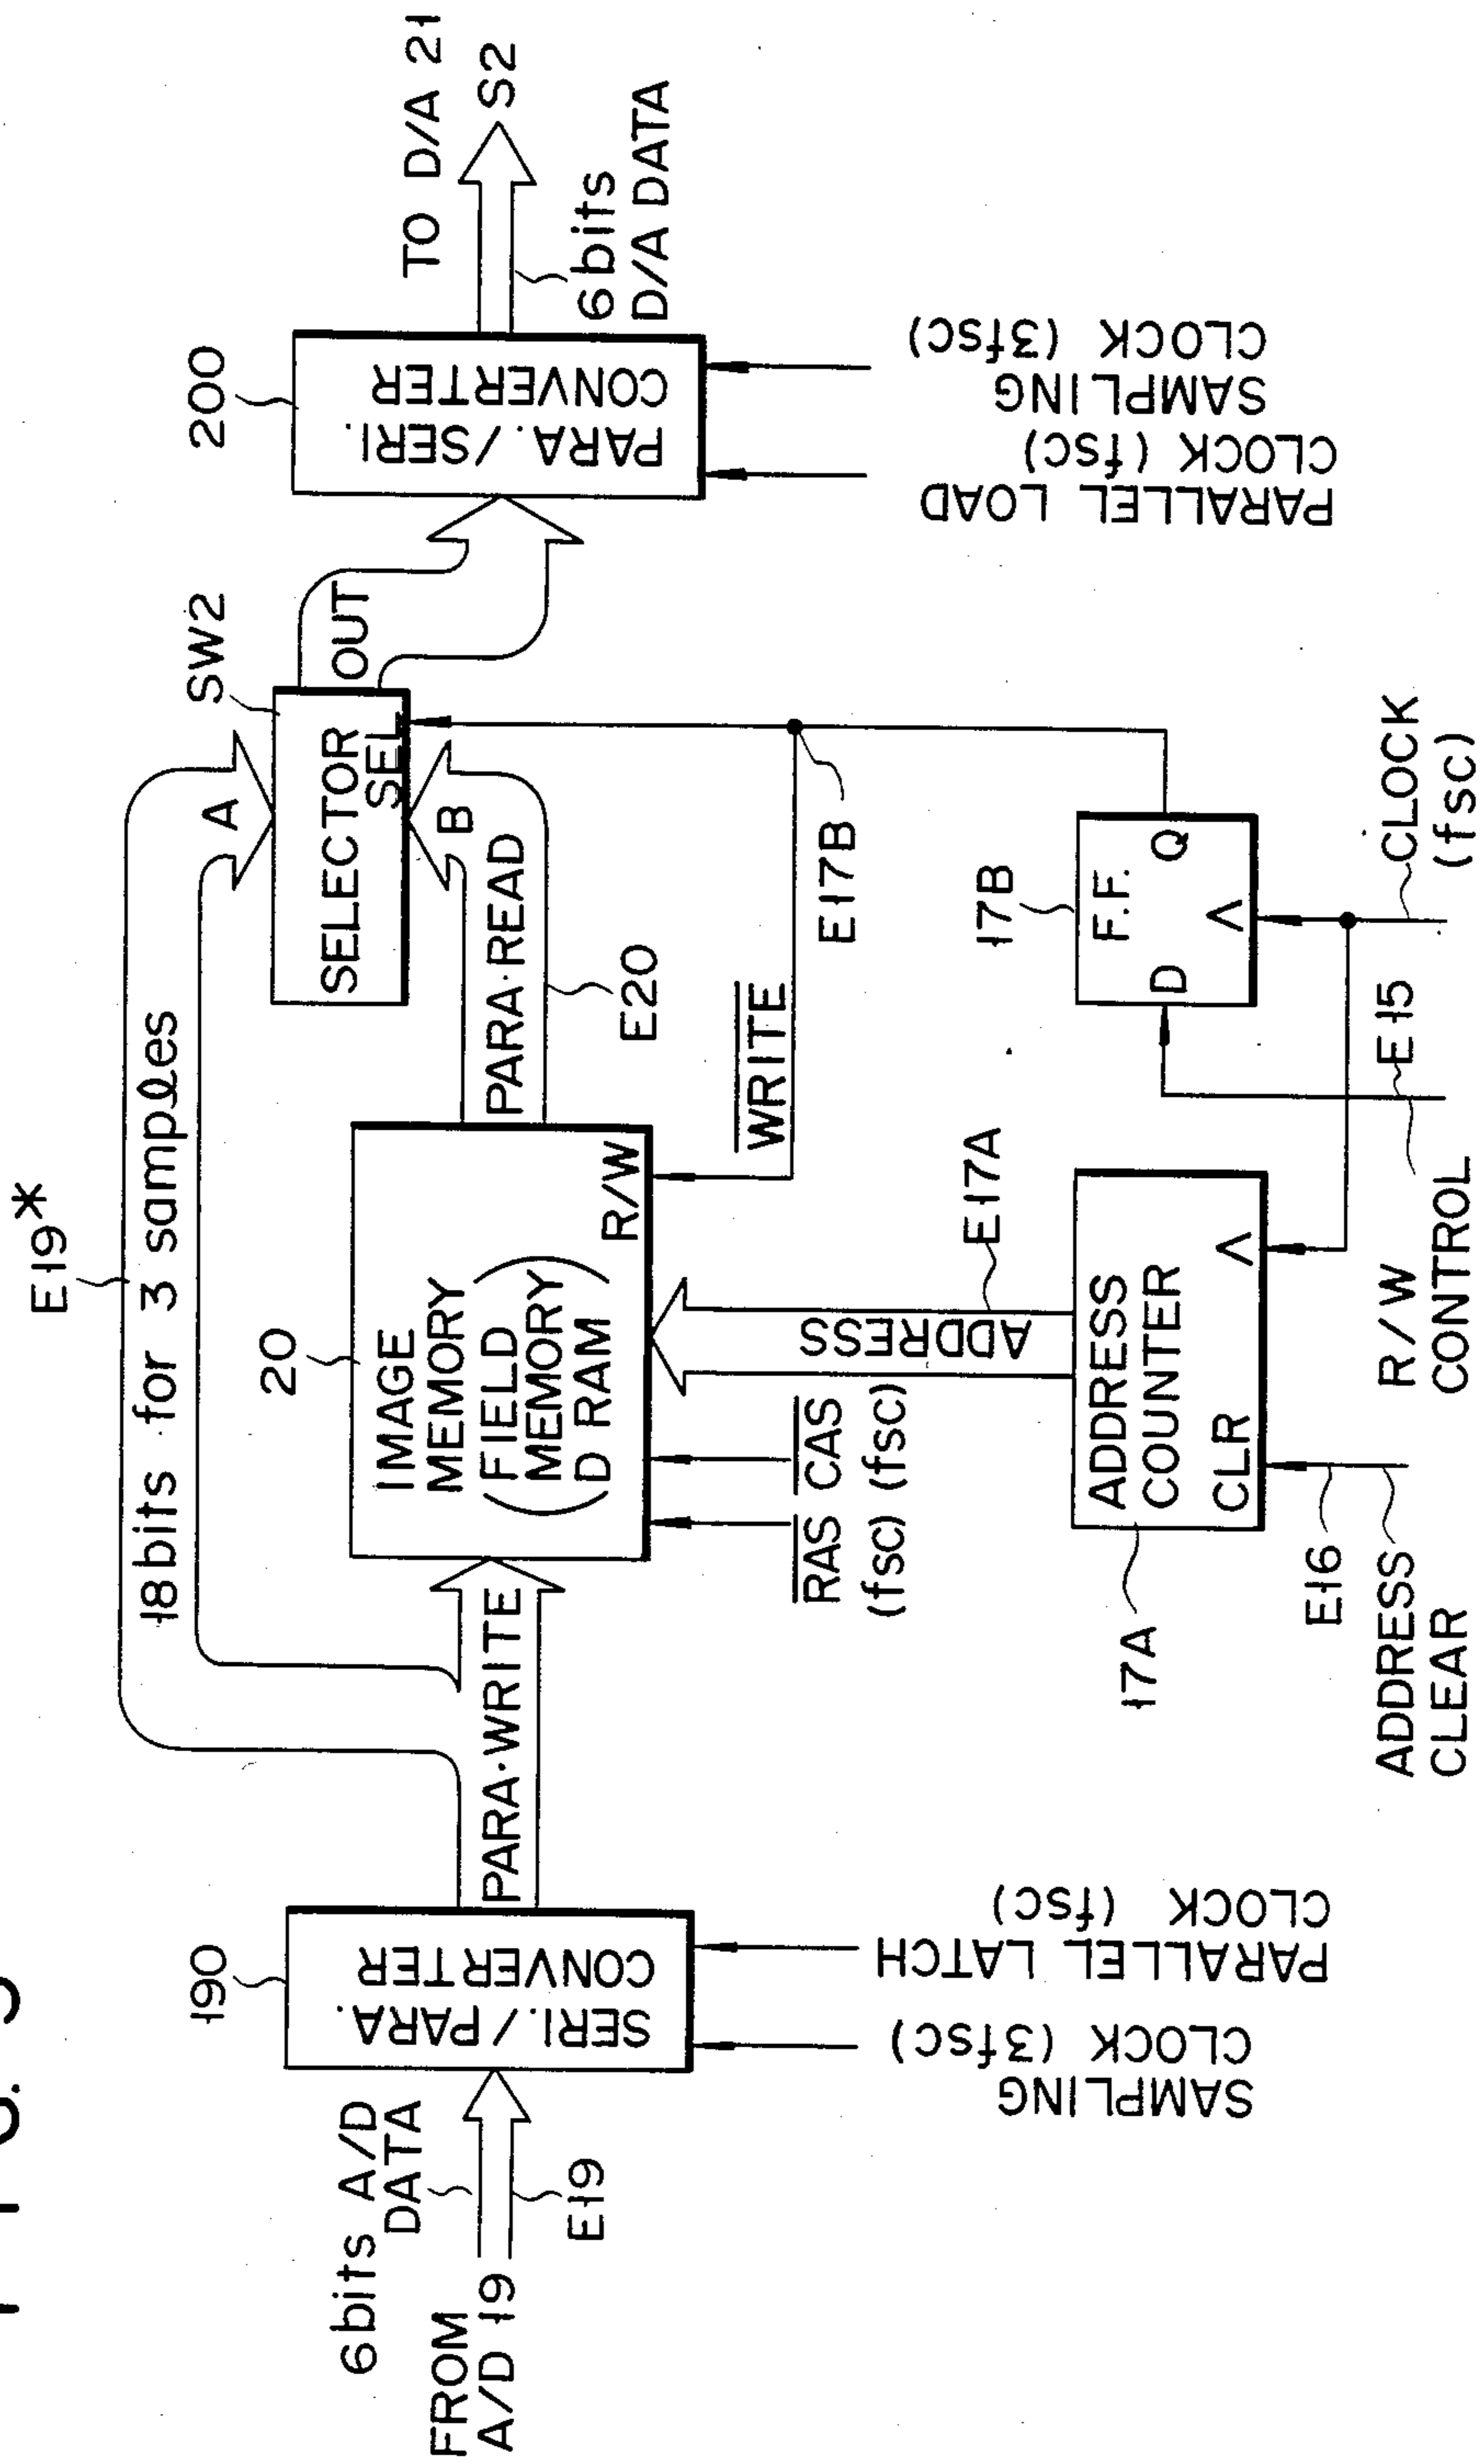 E19*
18bits for 3 samples
190
SERI./PARA.
CONVERTER
6bits A/D
DATA
FROM
A/D 19
E19
SAMPLING
CLOCK (3fsc)
PARALLEL LATCH
CLOCK (fsc)
PARA·WRITE
20
IMAGE
MEMORY
(FIELD
MEMORY)
D RAM
R/W
RAS
(fsc)
CAS
(fsc)
ADDRESS
E17A
WRITE
PARA·READ
E20
A
B
SW2
SELECTOR
SEL
OUT
E17B
200
PARA./SERI.
CONVERTER
TO D/A 21
S2
6bits
D/A DATA
PARALLEL LOAD
CLOCK (fsc)
SAMPLING
CLOCK (3fsc)
17A
ADDRESS
COUNTER
CLR
E16
ADDRESS
CLEAR
17B
F.F.
D
Q
R/W
CONTROL
E15
CLOCK
(fsc)